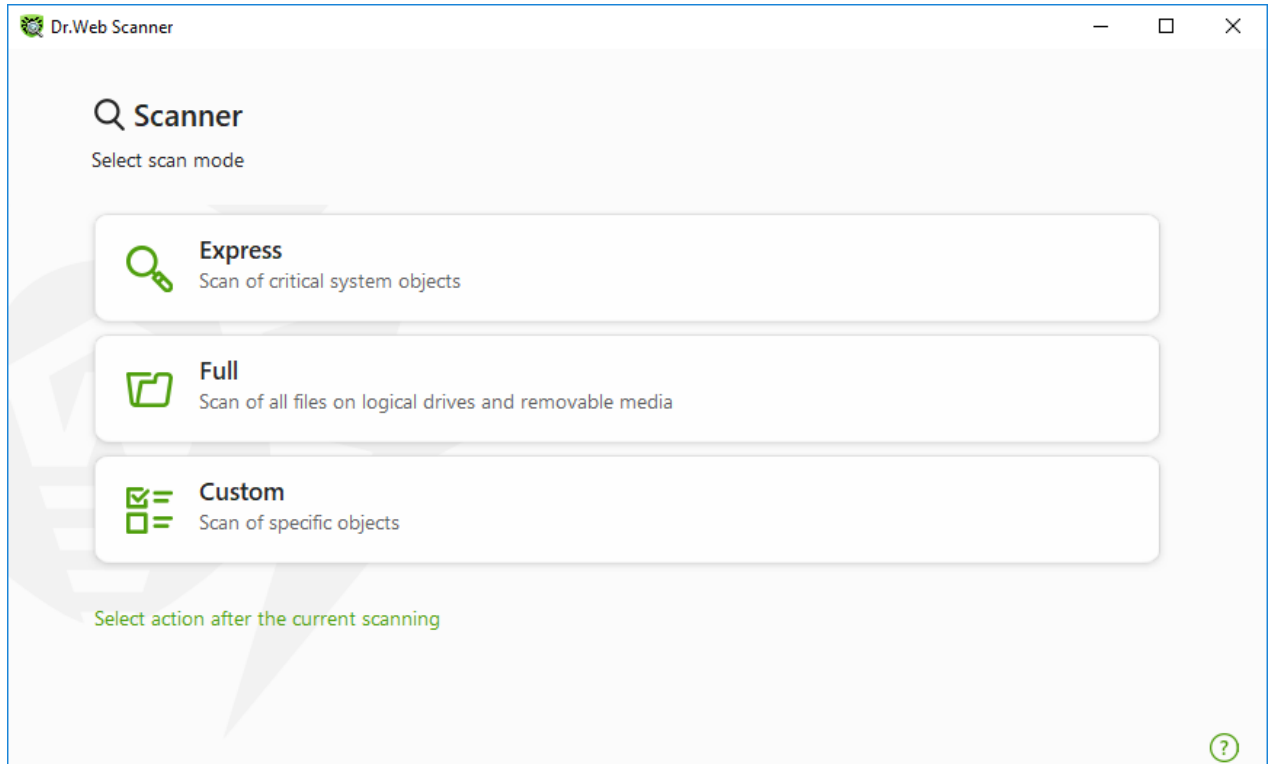 Dr.Web Scanner
Scanner
Select scan mode
Express
Scan of critical system objects
Full
Scan of all files on logical drives and removable media
Custom
Scan of specific objects
Select action after the current scanning
?